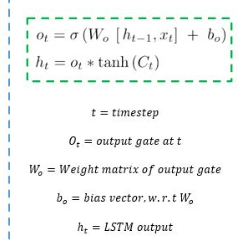 o_t = σ (W_o [h_{t−1}, x_t] + b_o)
h_t = o_t * tanh (C_t)
t = timestep
O_t = output gate at t
W_o = Weight matrix of output gate
b_o = bias vector, w.r.t W_o
h_t = LSTM output